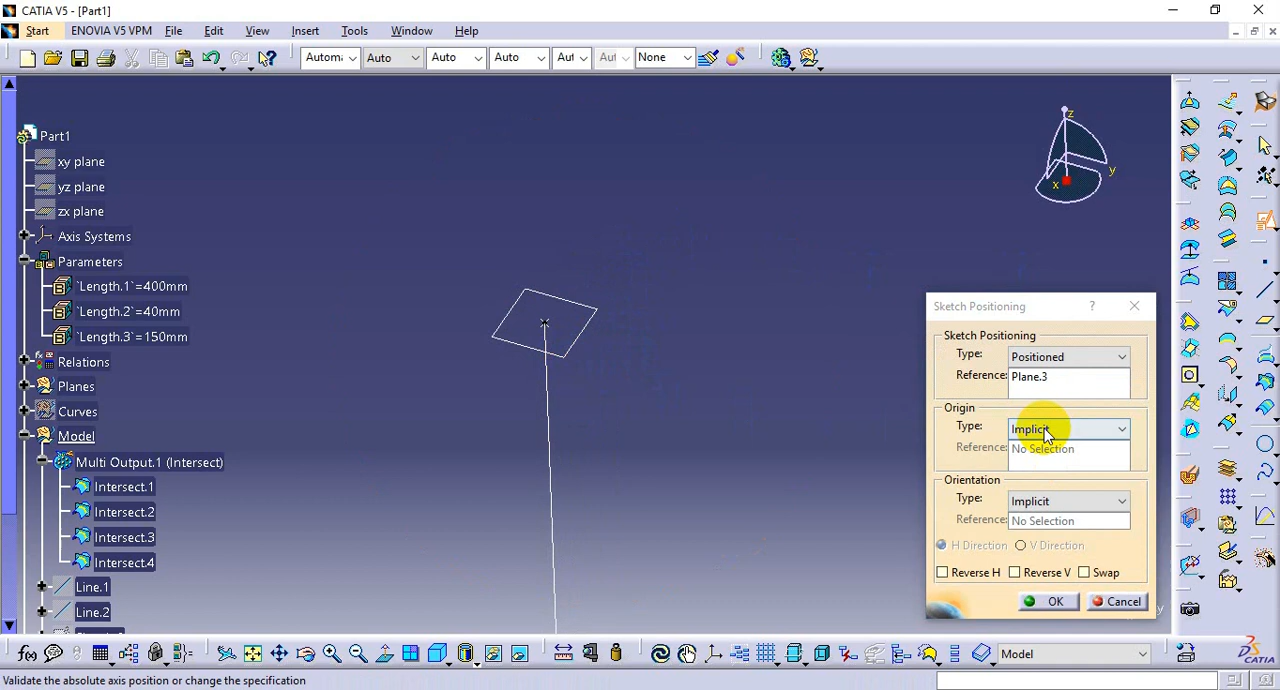 CATIA V5 - [Part1]
Start ENOVIA V5 VPM File Edit View Insert Tools Window Help
Autom Auto Auto Auto Aut Aut None
Part1
xy plane
yz plane
zx plane
Axis Systems
Parameters
`Length.1`=400mm
`Length.2`=40mm
`Length.3`=150mm
Relations
Planes
Curves
Model
Multi Output.1 (Intersect)
Intersect.1
Intersect.2
Intersect.3
Intersect.4
Line.1
Line.2
z
y
x
Sketch Positioning ?
Sketch Positioning
Type: Positioned
Reference: Plane.3
Origin
Type: Implicit
Reference: No Selection
Orientation
Type: Implicit
Reference: No Selection
H Direction V Direction
Reverse H Reverse V Swap
OK Cancel
y
f(x) Model
DS CATIA
Validate the absolute axis position or change the specification